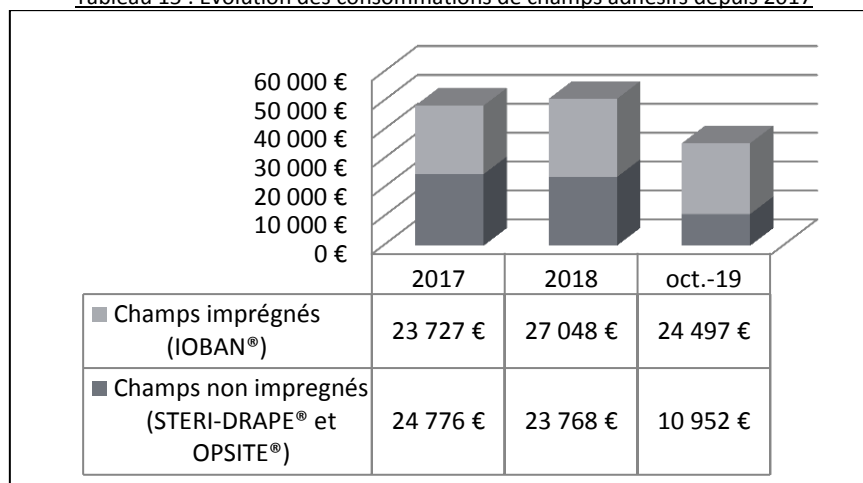 Tableau 15 : Evolution des consommations de champs adhésifs depuis 2017
60 000 €
50 000 €
40 000 €
30 000 €
20 000 €
10 000 €
0 €
2017 2018 oct.-19
Champs imprégnés
(IOBAN®)
23 727 € 27 048 € 24 497 €
Champs non impregnés
(STERI-DRAPE® et
OPSITE®)
24 776 € 23 768 € 10 952 €